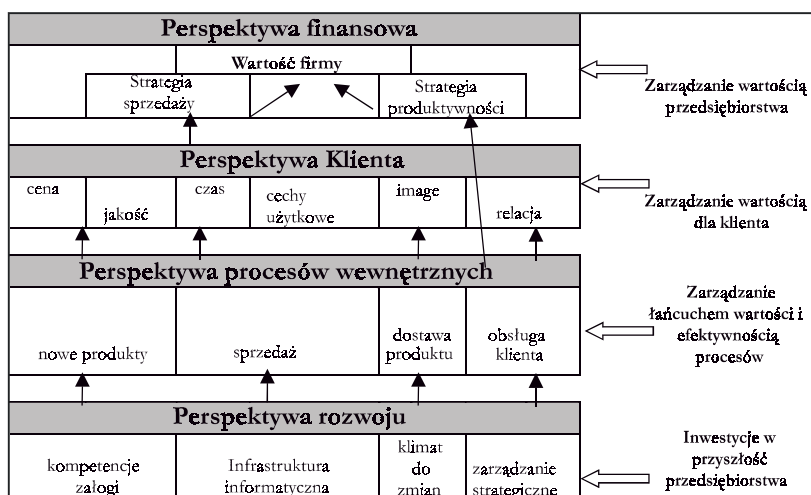 Perspektywa finansowa
Wartość firmy
Strategia
sprzedaży
Strategia
produktywności
Zarządzanie wartością
przedsiębiorstwa
Perspektywa Klienta
cena
jakość
czas
cechy
użytkowe
image
relacja
Zarządzanie wartością
dla klienta
Perspektywa procesów wewnętrznych
nowe produkty
sprzedaż
dostawa
produktu
obsługa
klienta
Zarządzanie
łańcuchem wartości i
efektywnością
procesów
Perspektywa rozwoju
kompetencje
załogi
Infrastruktura
informatyczna
klimat
do
zmian
zarządzanie
strategiczne
Inwestycje w
przyszłość
przedsiębiorstwa